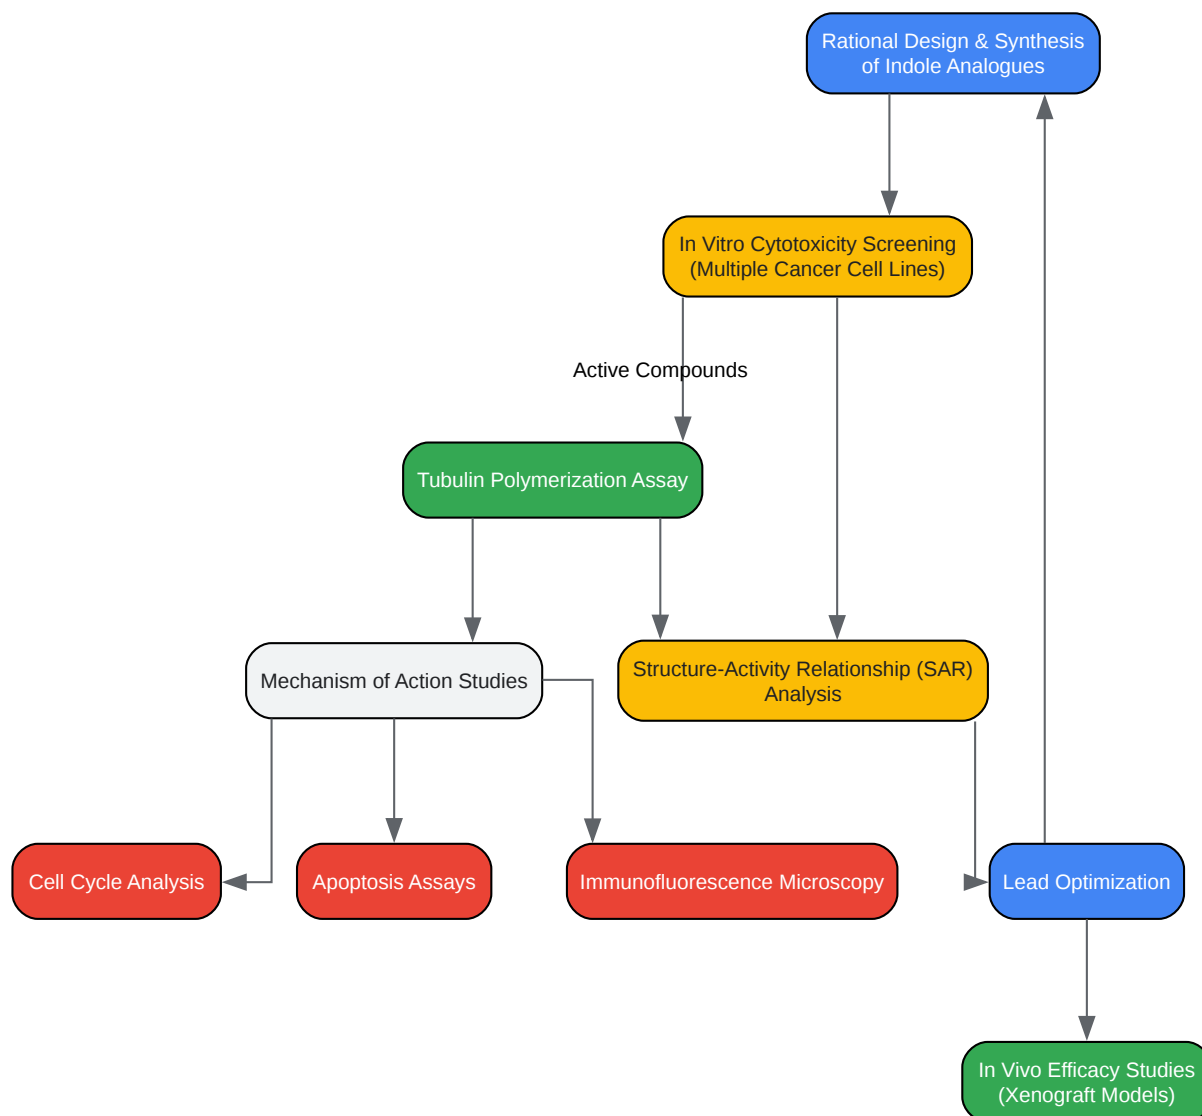 Rational Design & Synthesis
of Indole Analogues
In Vitro Cytotoxicity Screening
(Multiple Cancer Cell Lines)
Active Compounds
Tubulin Polymerization Assay
Mechanism of Action Studies
Structure-Activity Relationship (SAR)
Analysis
Cell Cycle Analysis
Apoptosis Assays
Immunofluorescence Microscopy
Lead Optimization
In Vivo Efficacy Studies
(Xenograft Models)